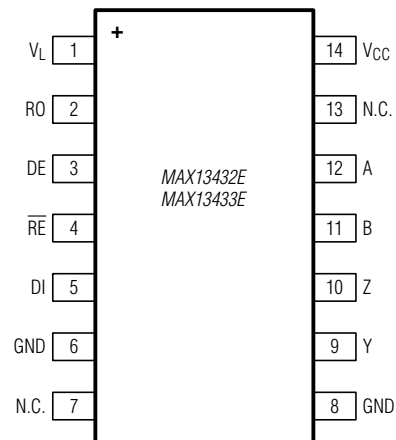 +
V_L 1 14 V_CC
RO 2 13 N.C.
DE 3 12 A
MAX13432E
MAX13433E
R̅E̅ 4 11 B
DI 5 10 Z
GND 6 9 Y
N.C. 7 8 GND